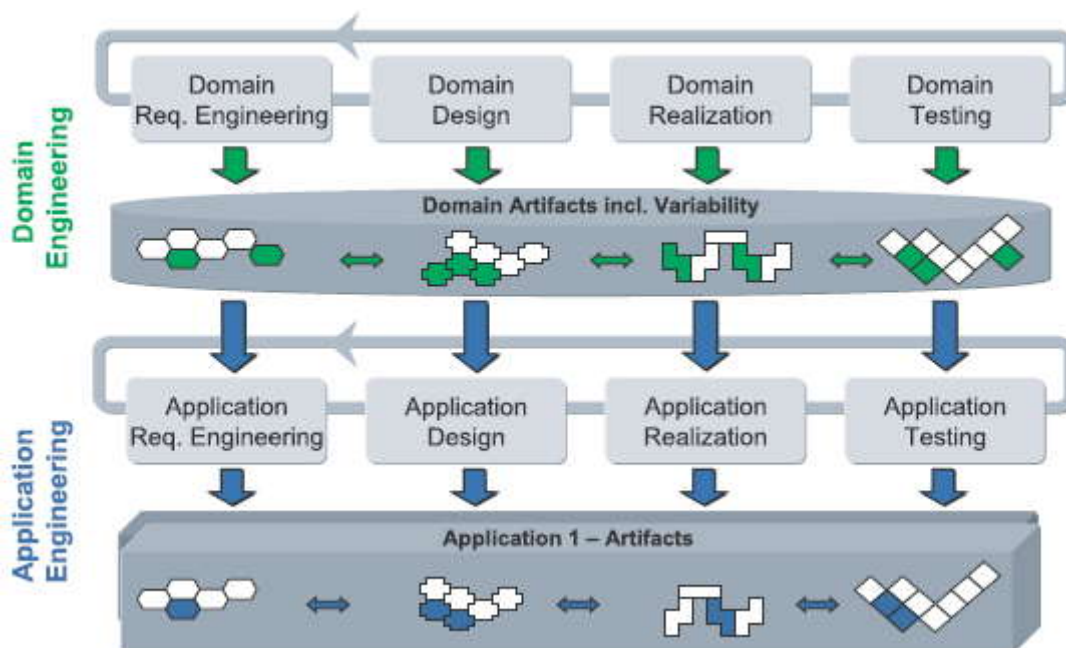 Domain
Engineering
Domain
Req. Engineering
Domain
Design
Domain
Realization
Domain
Testing
Domain Artifacts incl. Variability
Application
Engineering
Application
Req. Engineering
Application
Design
Application
Realization
Application
Testing
Application 1 – Artifacts